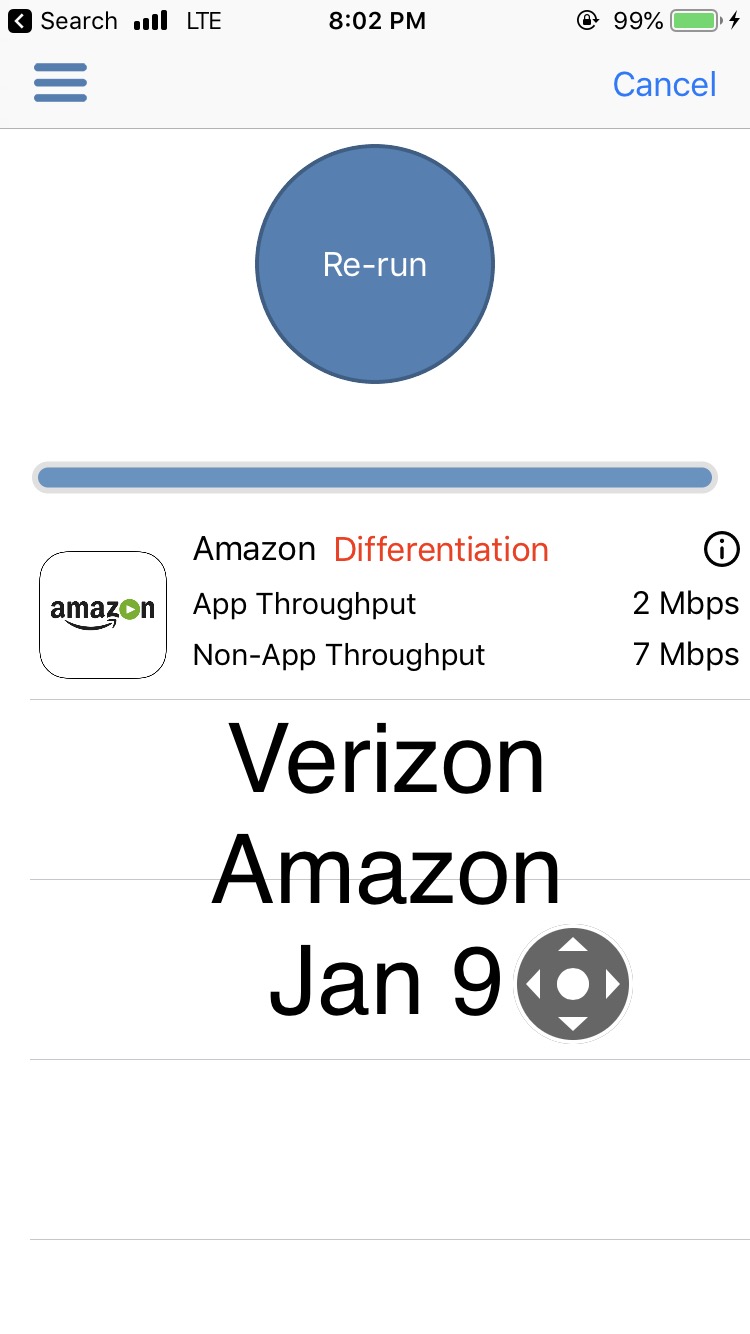 Search LTE 8:02 PM 99%
Cancel
Re-run
Amazon Differentiation
amazon
App Throughput 2 Mbps
Non-App Throughput 7 Mbps
Verizon
Amazon
Jan 9